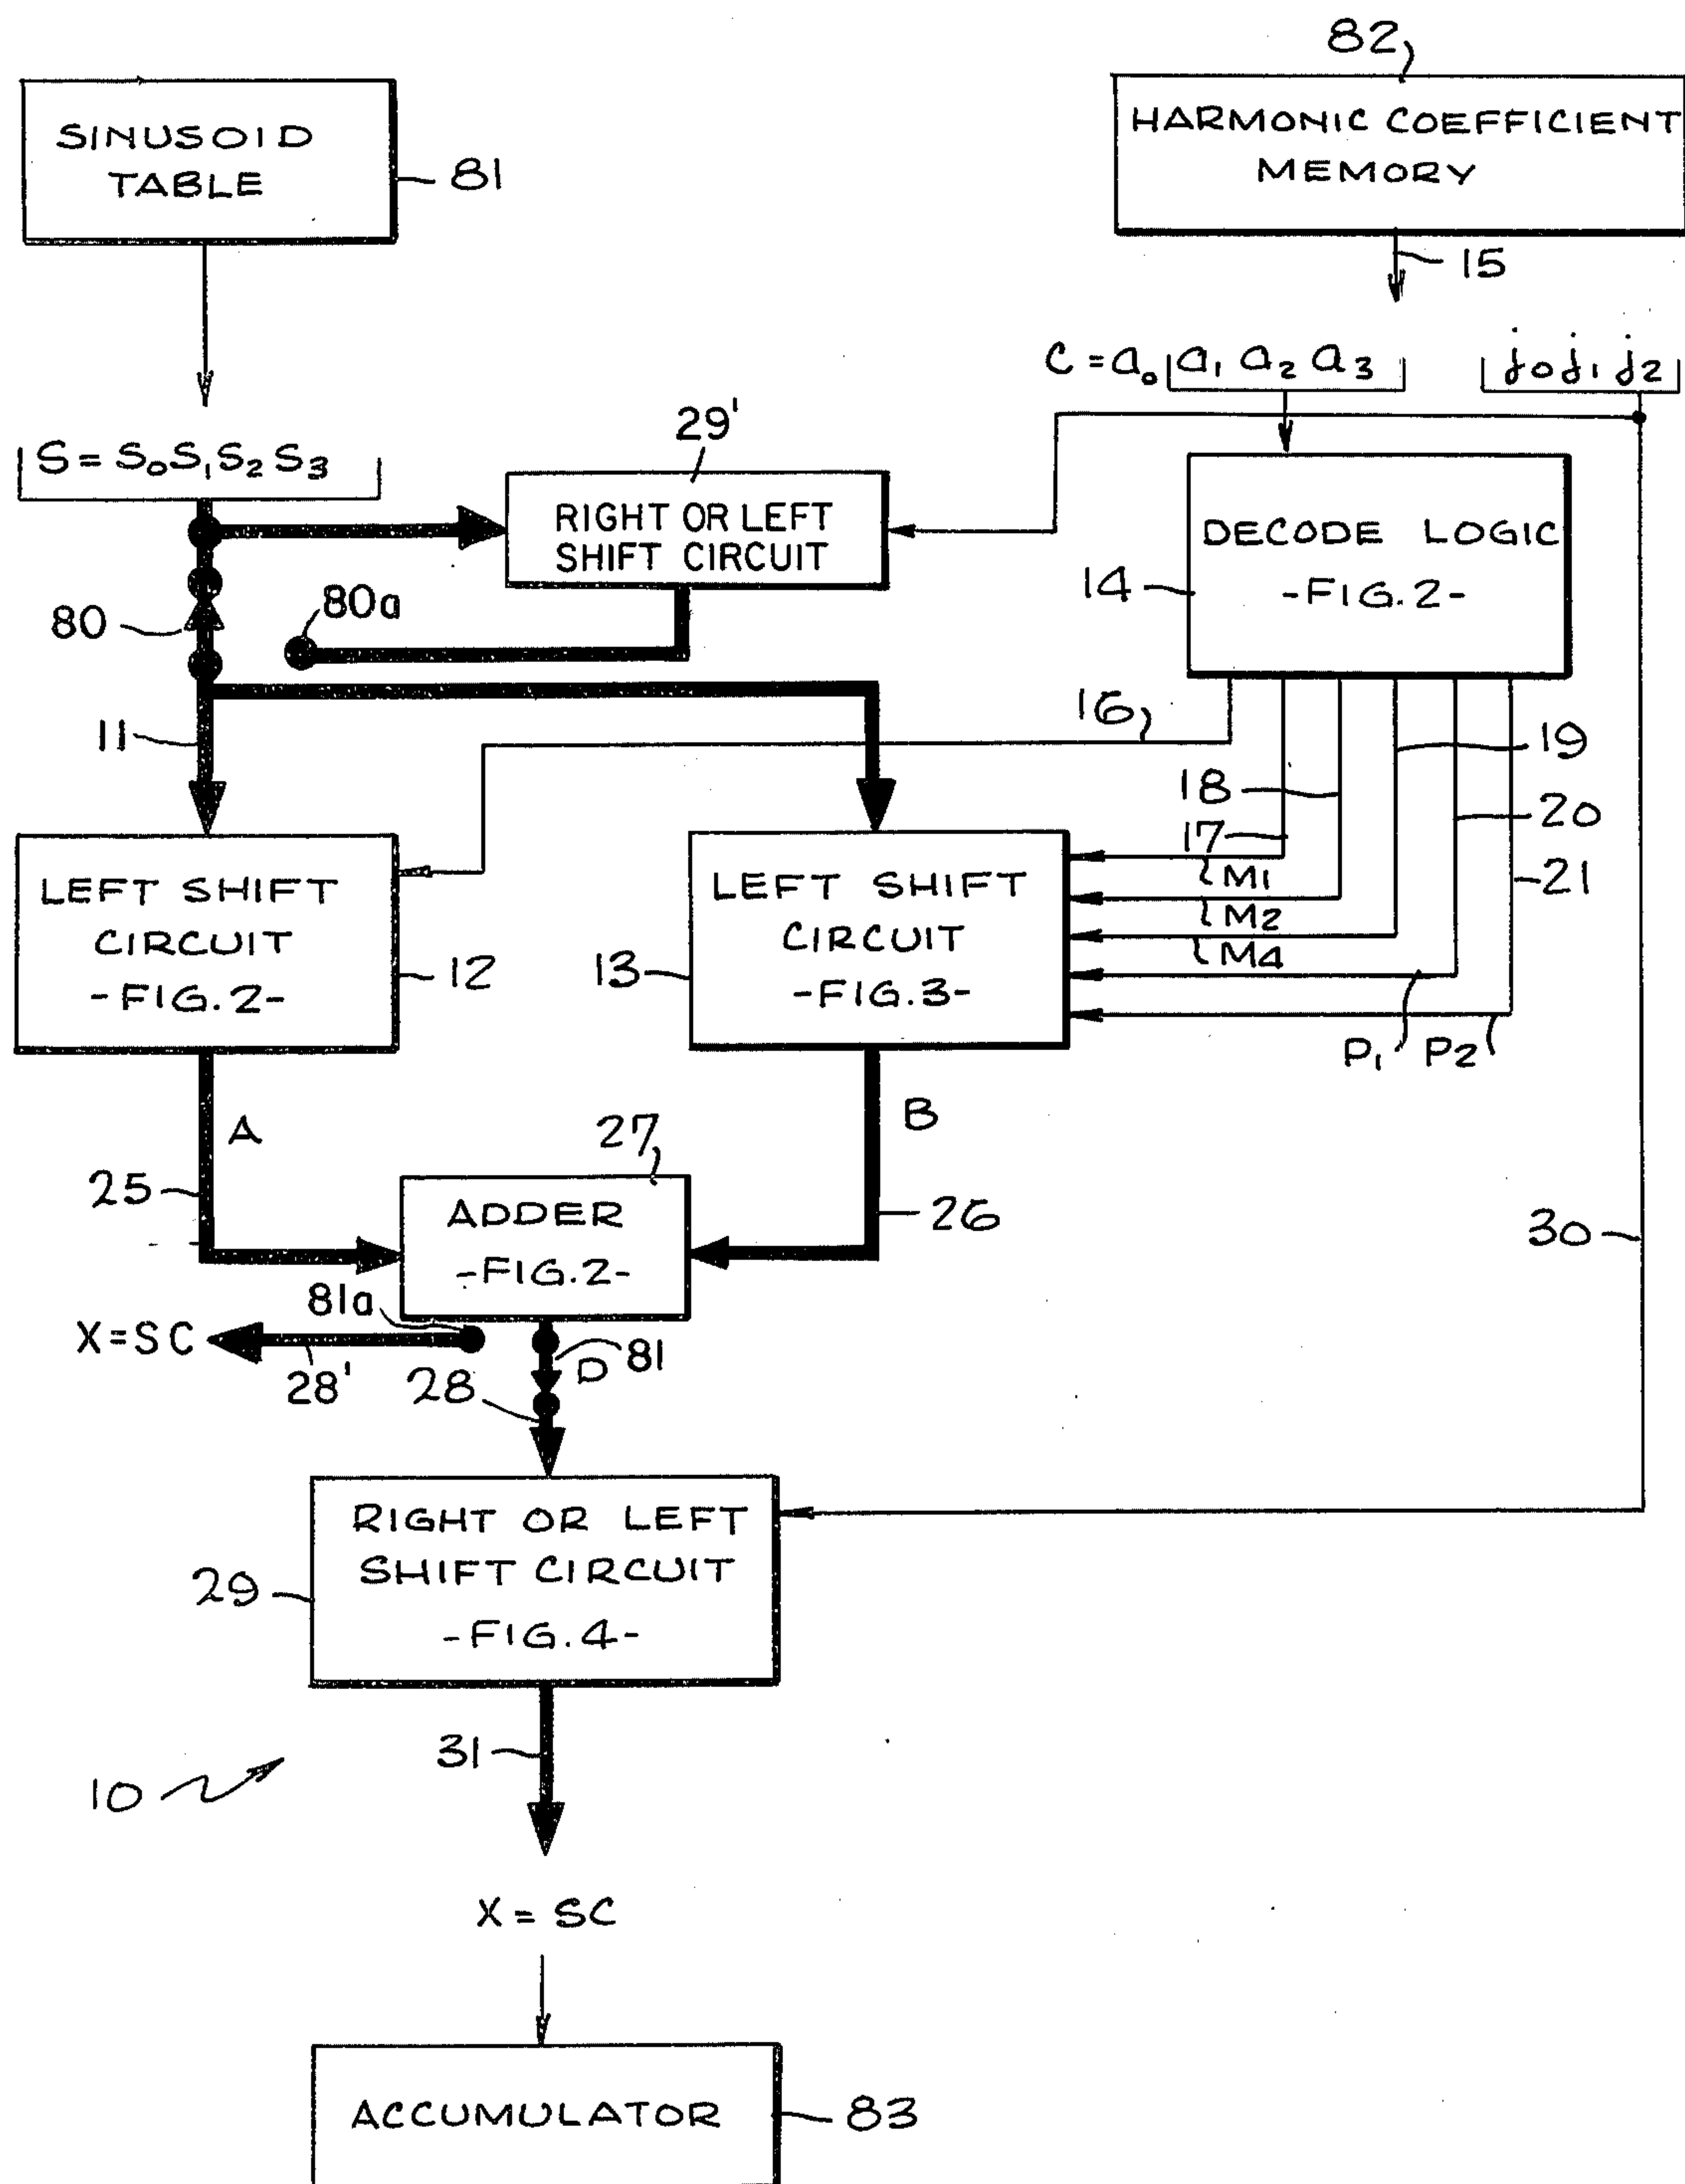 82
SINUSOID
TABLE
81
HARMONIC COEFFICIENT
MEMORY
15
C = a₀ a₁ a₂ a₃
j₀ j₁ j₂
S = S₀ S₁ S₂ S₃
29'
RIGHT OR LEFT
SHIFT CIRCUIT
DECODE LOGIC
-FIG.2-
14
80
80a
11
16
17
18
19
20
21
M1
M2
M4
P₁
P2
LEFT SHIFT
CIRCUIT
-FIG.2-
12
LEFT SHIFT
CIRCUIT
-FIG.3-
13
A
B
25
26
27
ADDER
-FIG.2-
30
81a
X=SC
28'
28
D
81
RIGHT OR LEFT
SHIFT CIRCUIT
-FIG.4-
29
31
10
X = SC
ACCUMULATOR
83